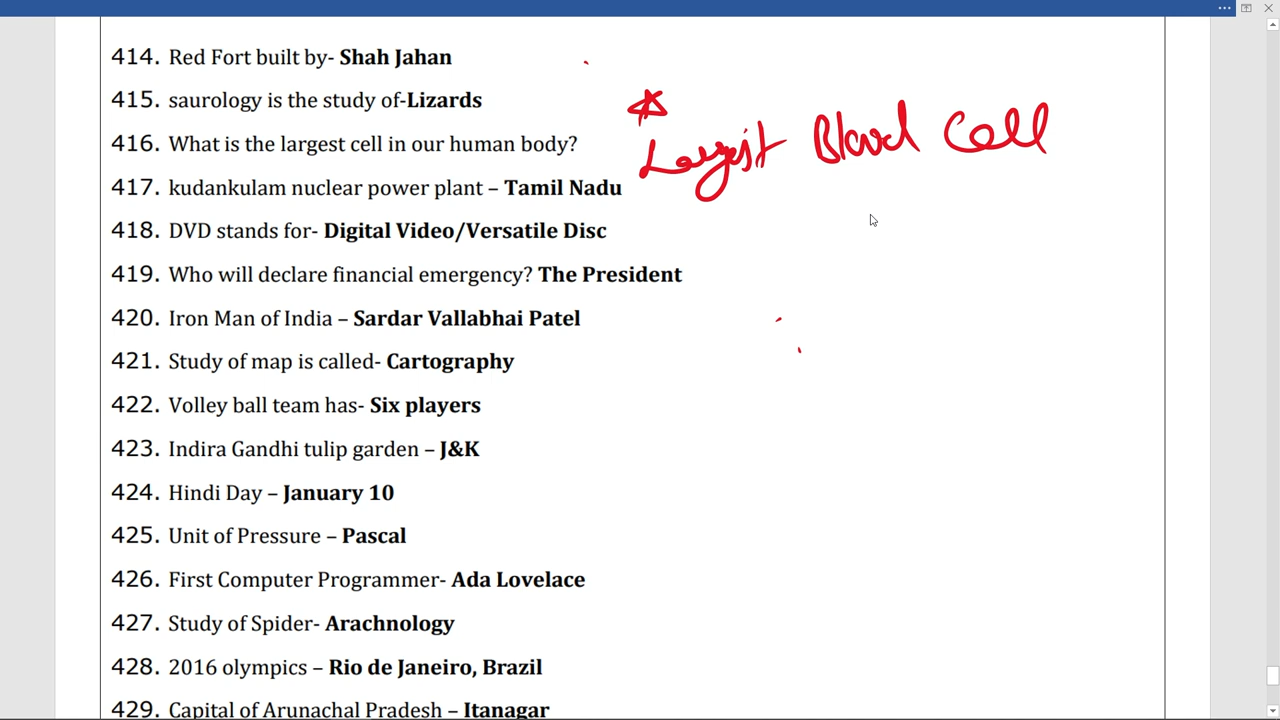 414. Red Fort built by- Shah Jahan
415. saurology is the study of-Lizards
416. What is the largest cell in our human body?
Largest Blood Cell
417. kudankulam nuclear power plant – Tamil Nadu
418. DVD stands for- Digital Video/Versatile Disc
419. Who will declare financial emergency? The President
420. Iron Man of India – Sardar Vallabhai Patel
421. Study of map is called- Cartography
422. Volley ball team has- Six players
423. Indira Gandhi tulip garden – J&K
424. Hindi Day – January 10
425. Unit of Pressure – Pascal
426. First Computer Programmer- Ada Lovelace
427. Study of Spider- Arachnology
428. 2016 olympics – Rio de Janeiro, Brazil
429. Capital of Arunachal Pradesh – Itanagar